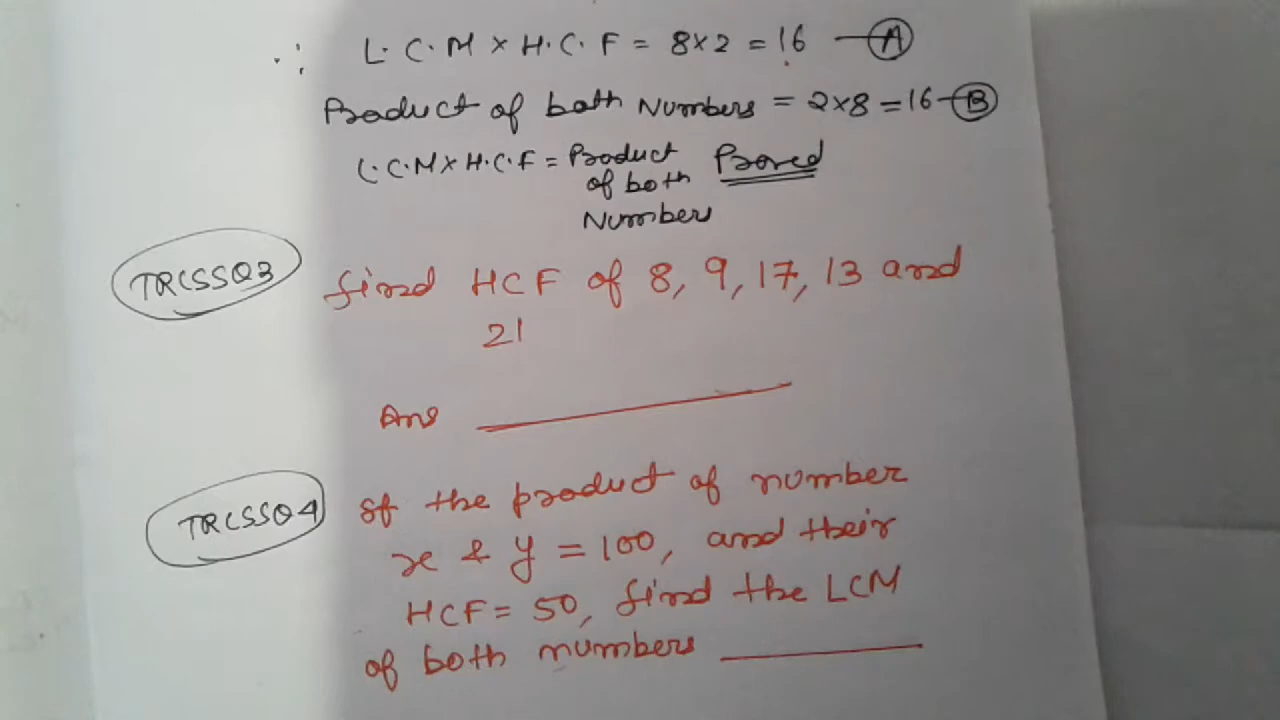 ∴ L.C.M × H.C.F = 8×2 = 16 — A
Product of both Numbers = 2×8 = 16 — B
L.C.M × H.C.F = Product Proved
of both
Numbers
TRCSSQ3 find HCF of 8, 9, 17, 13 and
21
Ans
TRCSSQ4 If the product of number
x & y = 100, and their
HCF = 50, find the LCM
of both numbers